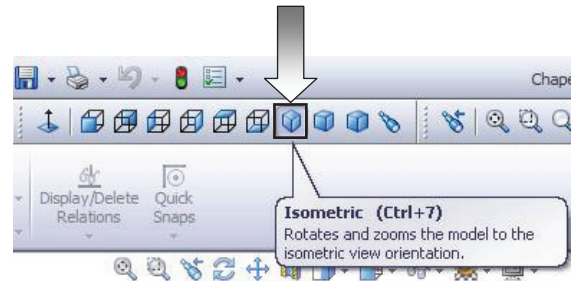 Chape
Display/Delete Quick
Relations Snaps
Isometric (Ctrl+7)
Rotates and zooms the model to the
isometric view orientation.